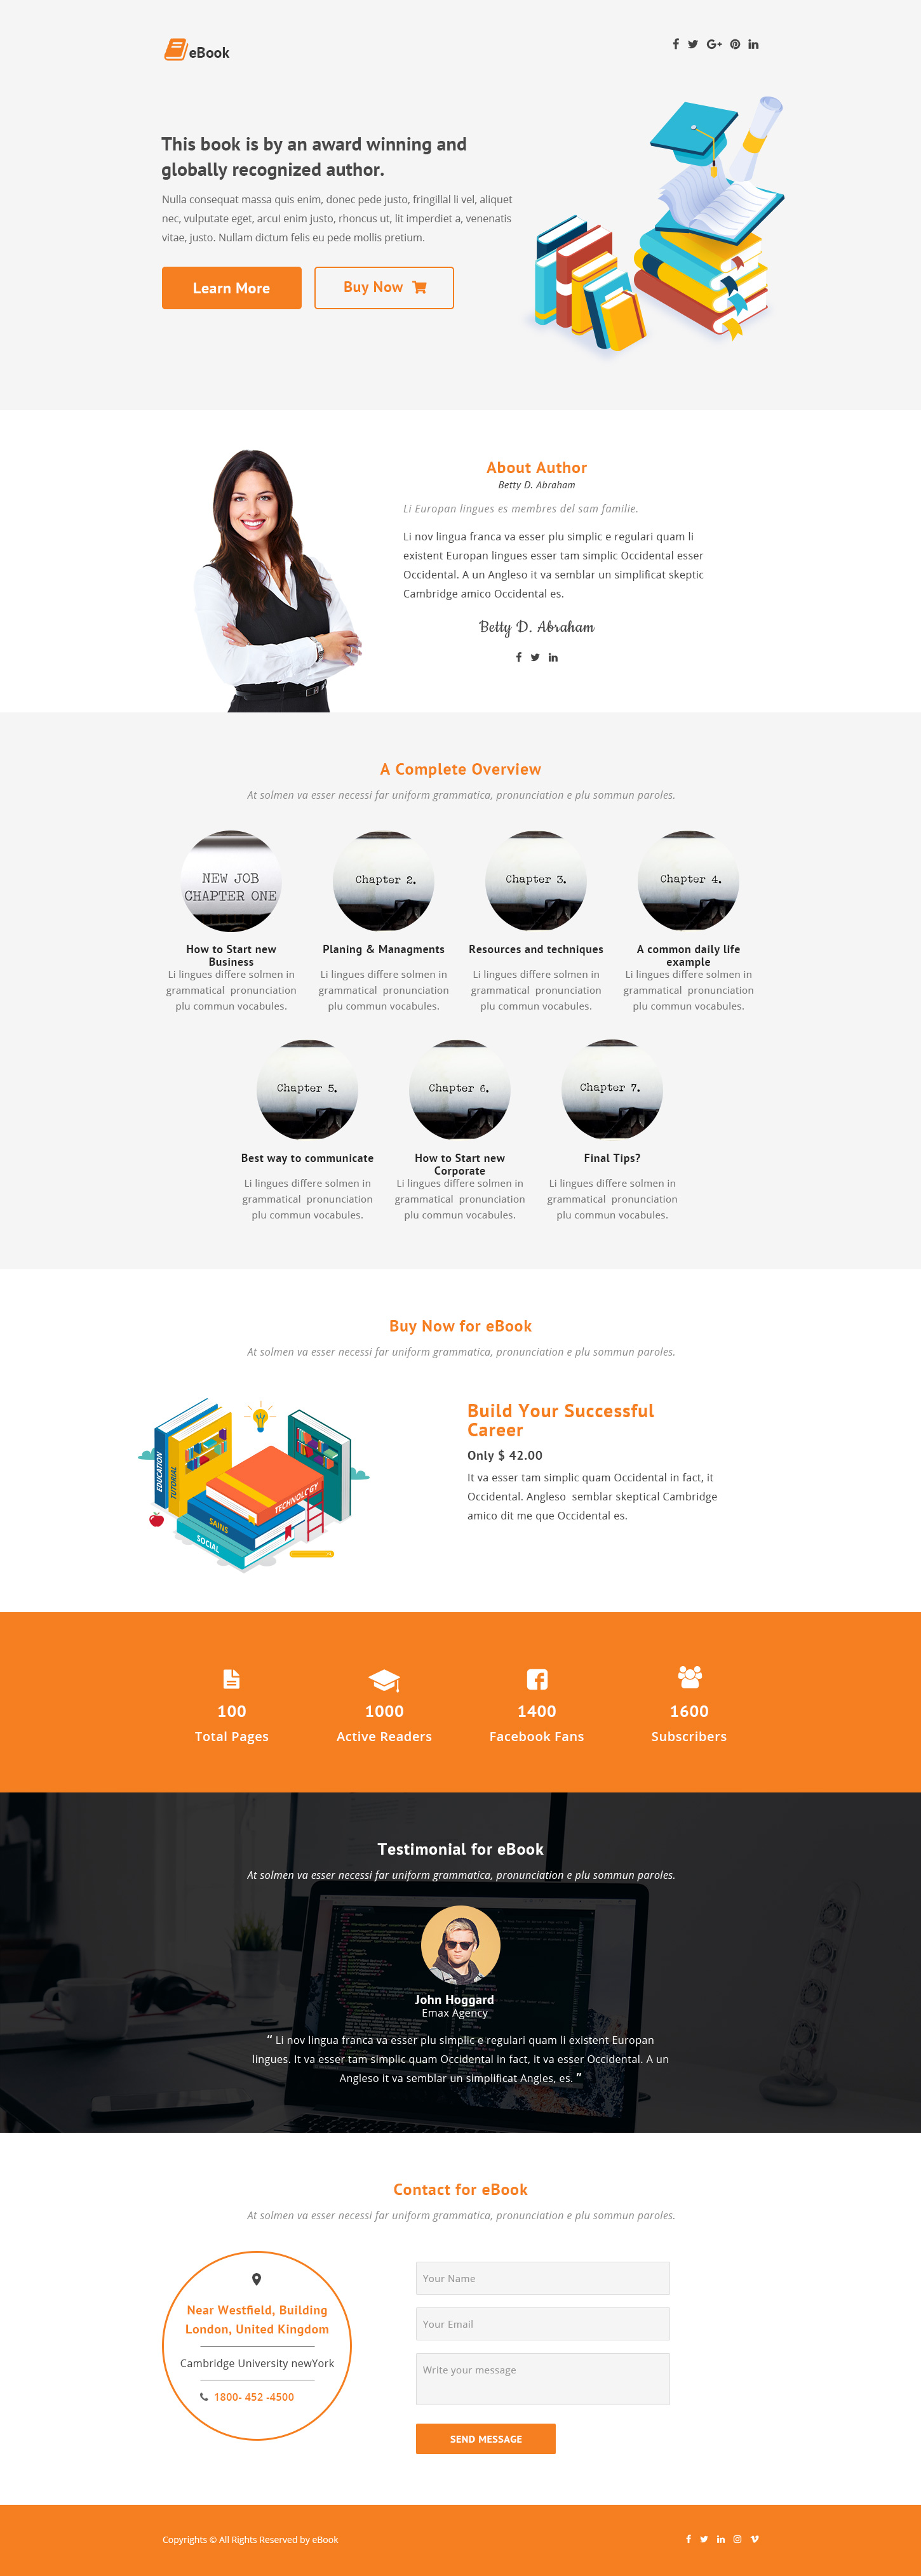 eBook
This book is by an award winning and
globally recognized author.
Nulla consequat massa quis enim, donec pede justo, fringillal li vel, aliquet
nec, vulputate eget, arcul enim justo, rhoncus ut, lit imperdiet a, venenatis
vitae, justo. Nullam dictum felis eu pede mollis pretium.
Learn More
Buy Now
About Author
Betty D. Abraham
Li Europan lingues es membres del sam familie.
Li nov lingua franca va esser plu simplic e regulari quam li
existent Europan lingues esser tam simplic Occidental esser
Occidental. A un Angleso it va semblar un simplificat skeptic
Cambridge amico Occidental es.
Betty D. Abraham
A Complete Overview
At solmen va esser necessi far uniform grammatica, pronunciation e plu sommun paroles.
NEW JOB
CHAPTER ONE
How to Start new
Business
Li lingues differe solmen in
grammatical pronunciation
plu commun vocabules.
Chapter 2.
Planing & Managments
Li lingues differe solmen in
grammatical pronunciation
plu commun vocabules.
Chapter 3.
Resources and techniques
Li lingues differe solmen in
grammatical pronunciation
plu commun vocabules.
Chapter 4.
A common daily life
example
Li lingues differe solmen in
grammatical pronunciation
plu commun vocabules.
Chapter 5.
Best way to communicate
Li lingues differe solmen in
grammatical pronunciation
plu commun vocabules.
Chapter 6.
How to Start new
Corporate
Li lingues differe solmen in
grammatical pronunciation
plu commun vocabules.
Chapter 7.
Final Tips?
Li lingues differe solmen in
grammatical pronunciation
plu commun vocabules.
Buy Now for eBook
At solmen va esser necessi far uniform grammatica, pronunciation e plu sommun paroles.
EDUCATION
TUTORIAL
TECHNOLOGY
SAINS
SOCIAL
Build Your Successful
Career
Only $ 42.00
It va esser tam simplic quam Occidental in fact, it
Occidental. Angleso semblar skeptical Cambridge
amico dit me que Occidental es.
100
Total Pages
1000
Active Readers
1400
Facebook Fans
1600
Subscribers
Testimonial for eBook
At solmen va esser necessi far uniform grammatica, pronunciation e plu sommun paroles.
John Hoggard
Emax Agency
“ Li nov lingua franca va esser plu simplic e regulari quam li existent Europan
lingues. It va esser tam simplic quam Occidental in fact, it va esser Occidental. A un
Angleso it va semblar un simplificat Angles, es. ”
Contact for eBook
At solmen va esser necessi far uniform grammatica, pronunciation e plu sommun paroles.
Near Westfield, Building
London, United Kingdom
Cambridge University newYork
1800- 452 -4500
Your Name
Your Email
Write your message
SEND MESSAGE
Copyrights © All Rights Reserved by eBook